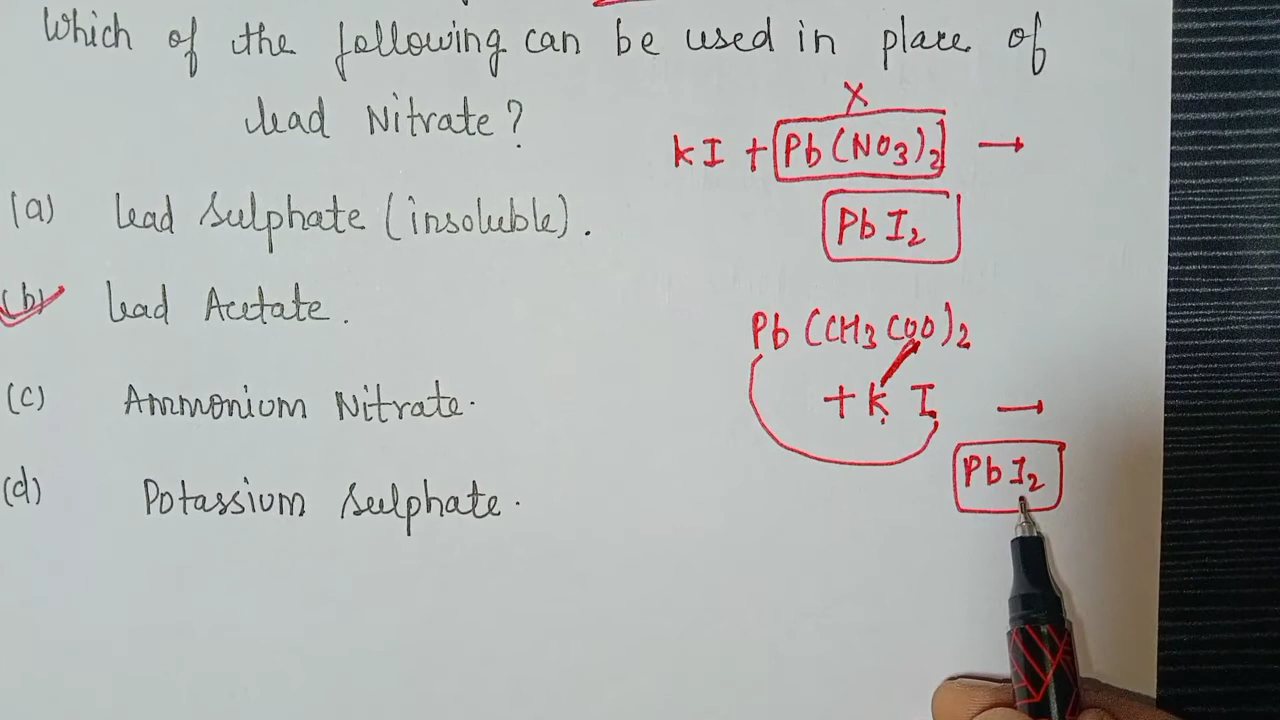 Which of the following can be used in place of
lead Nitrate?
X
KI + Pb(NO3)2 →
PbI2
(a) lead Sulphate (insoluble).
(b) lead Acetate.
Pb(CH3COO)2
+ K I →
PbI2
(c) Ammonium Nitrate.
(d) Potassium Sulphate.